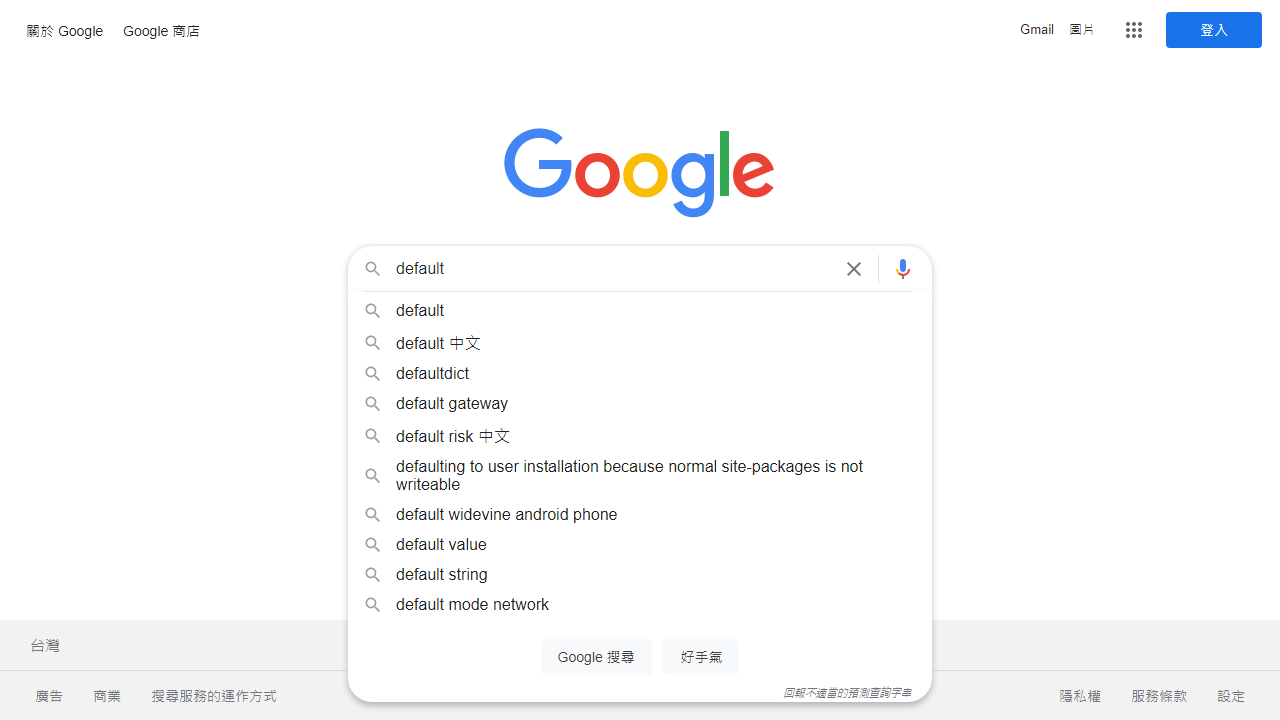 關於 Google
Google 商店
Gmail
圖片
登入
Google
default
default
default 中文
defaultdict
default gateway
default risk 中文
defaulting to user installation because normal site-packages is not
writeable
default widevine android phone
default value
default string
default mode network
Google 搜尋
好手氣
回報不適當的預測查詢字串
台灣
廣告
商業
搜尋服務的運作方式
隱私權
服務條款
設定